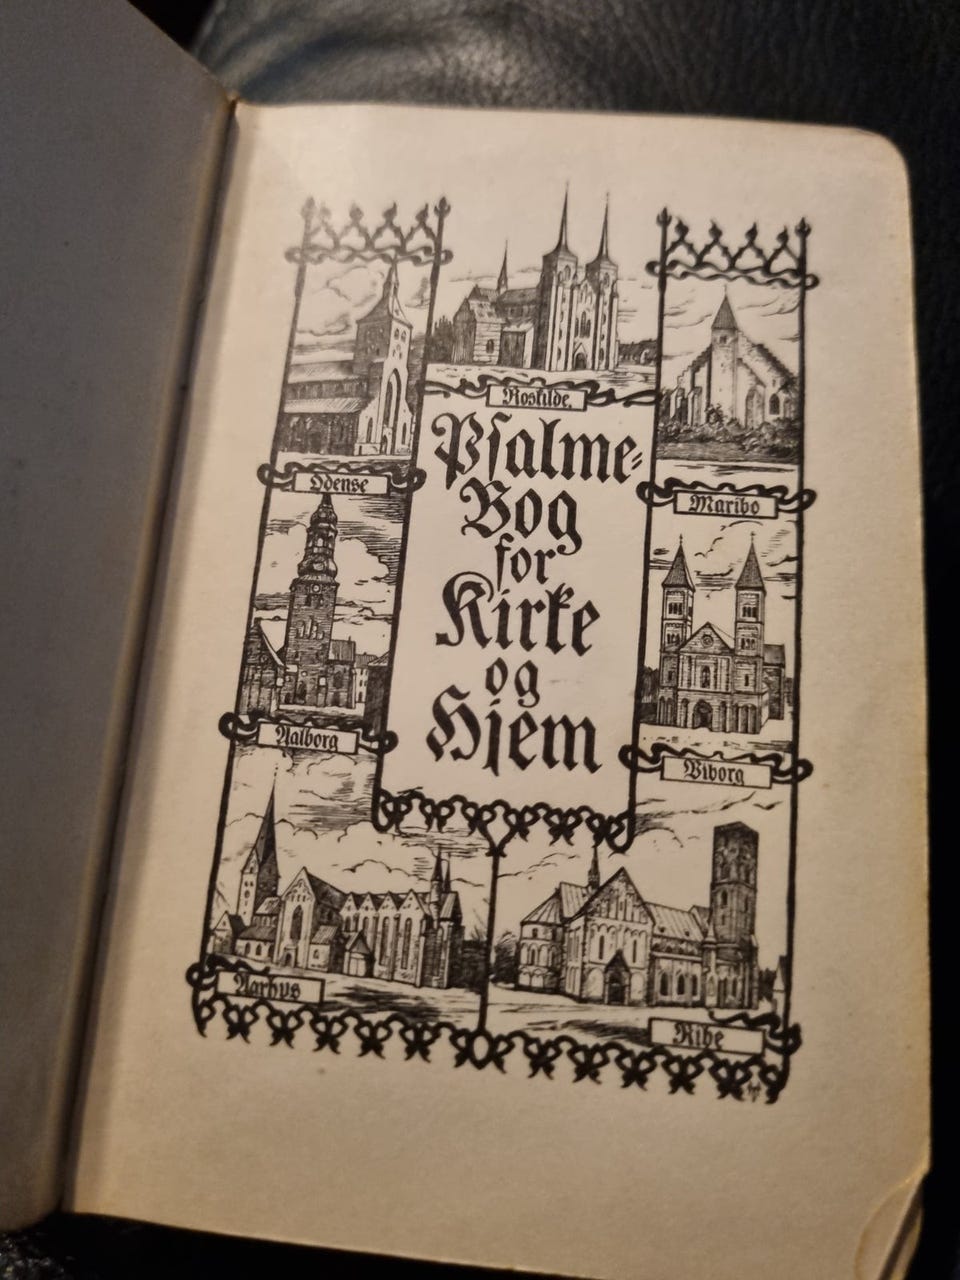 Roskilde.
Psalme-
Bog
for
Kirke
og
Hjem
Odense
Maribo
Aalborg
Viborg
Aarhus
Ribe